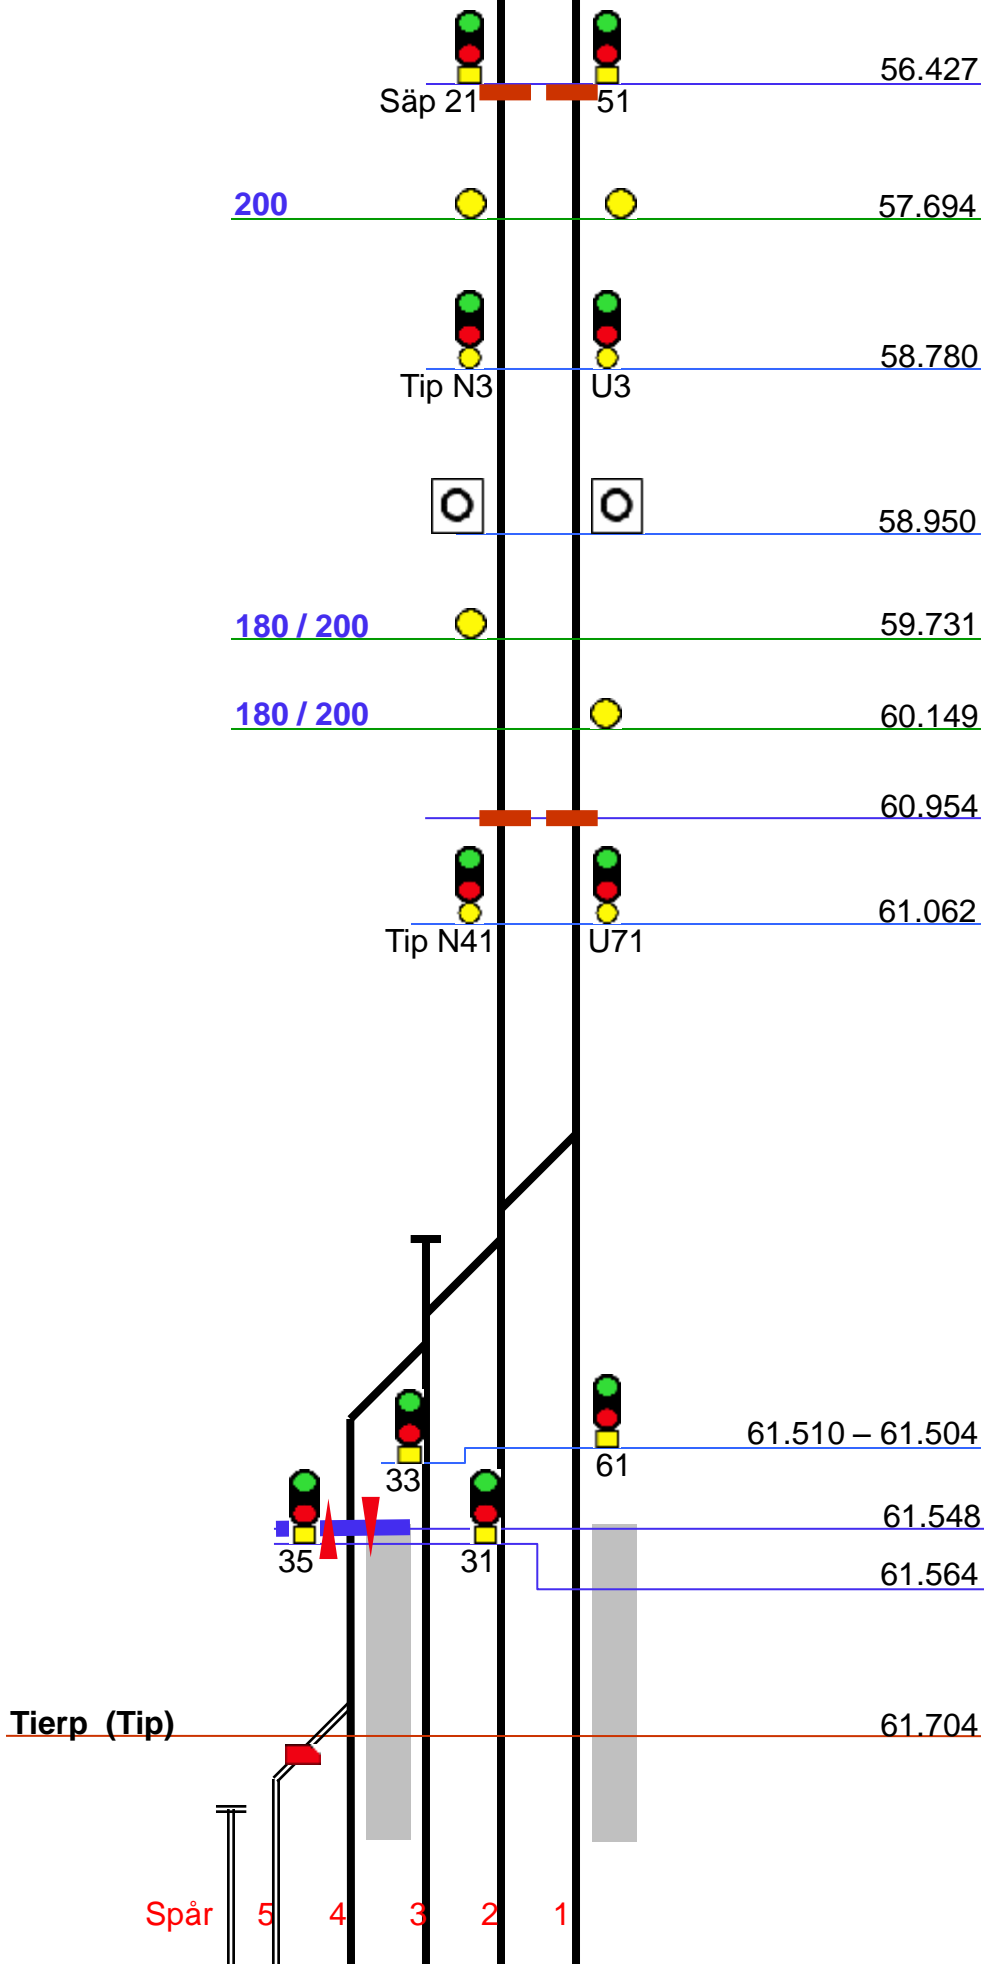 56.427
Säp 21 51
200 57.694
58.780
Tip N3 U3
58.950
180 / 200 59.731
180 / 200 60.149
60.954
61.062
Tip N41 U71
61.510 – 61.504
33 61
61.548
35 31
61.564
Tierp (Tip) 61.704
Spår 5 4 3 2 1